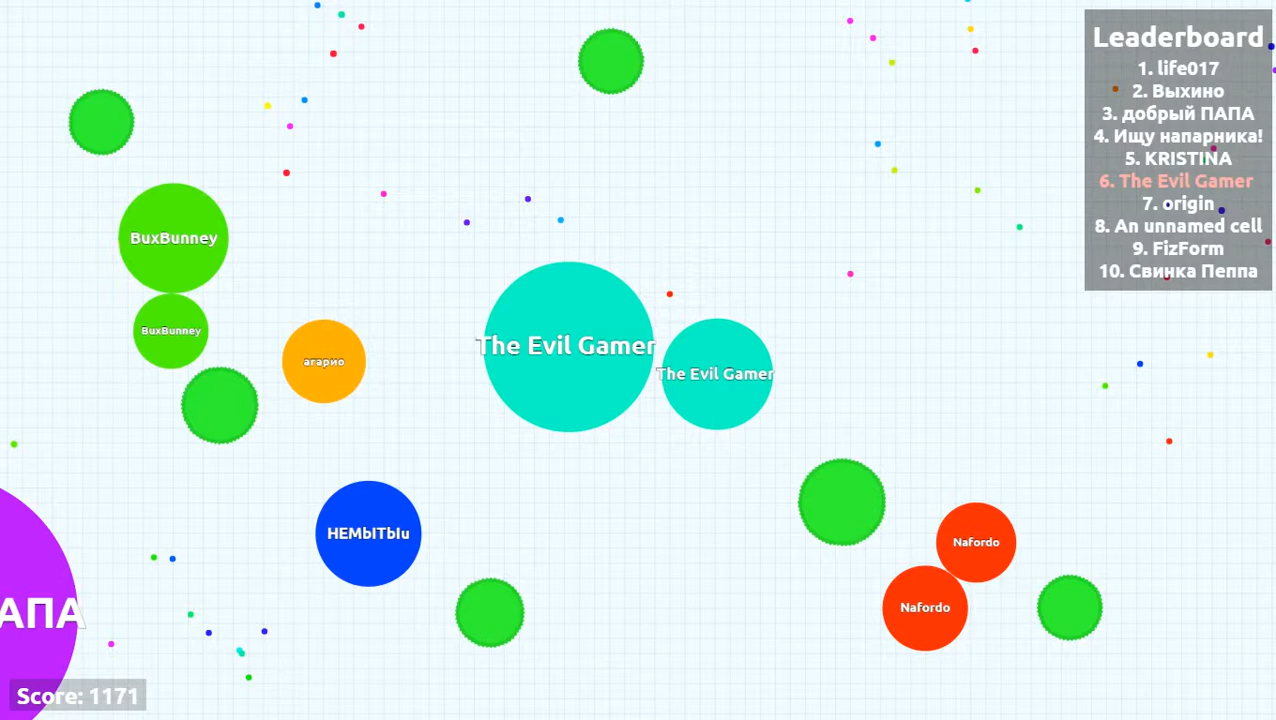 Leaderboard
1. life017
2. Выхино
3. добрый ПАПА
4. Ищу напарника!
5. KRISTINA
6. The Evil Gamer
7. origin
8. An unnamed cell
9. FizForm
10. Свинка Пеппа
BuxBunney
BuxBunney
агарио
The Evil Gamer
The Evil Gamer
HEMbITbIu
Nafordo
Nafordo
АПА
Score: 1171